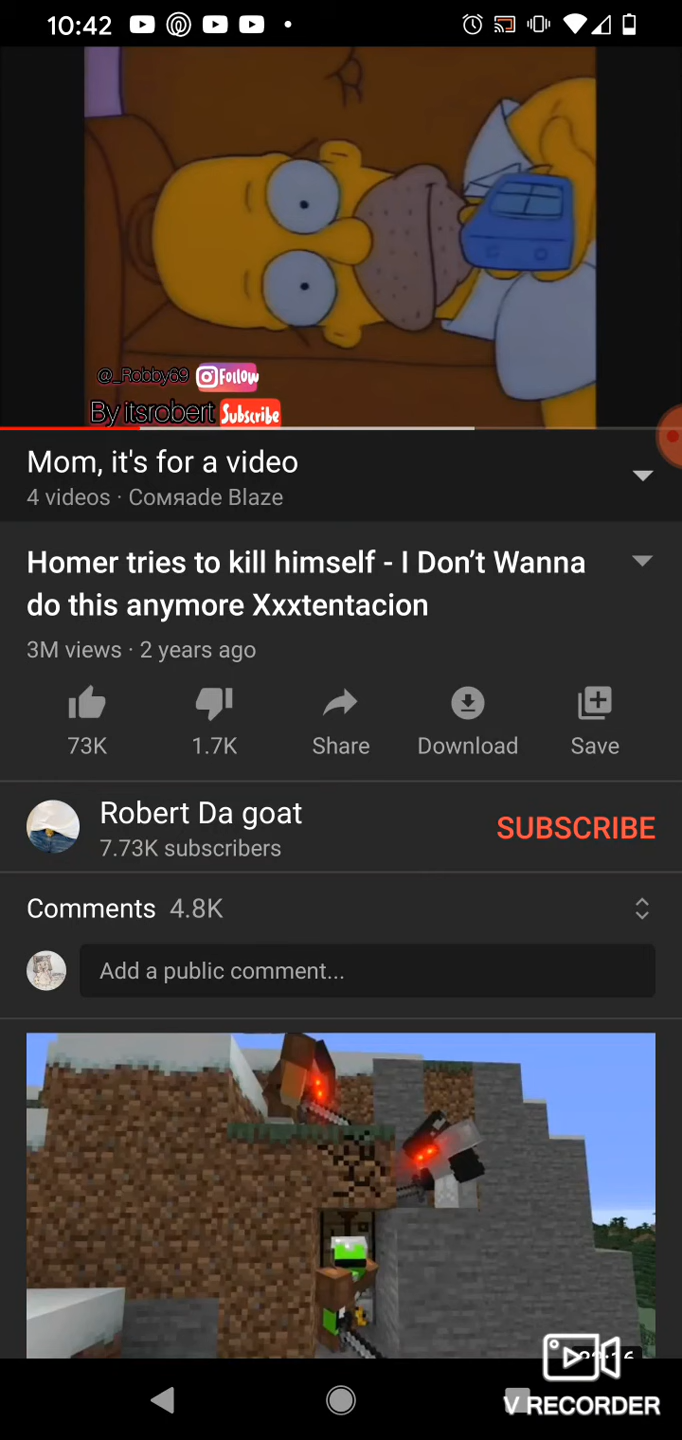 10:42
@_Robby69 Follow
By itsrobert Subscribe
Mom, it's for a video
4 videos · Comяade Blaze
Homer tries to kill himself - I Don’t Wanna
do this anymore Xxxtentacion
3M views · 2 years ago
73K 1.7K Share Download Save
Robert Da goat
7.73K subscribers
SUBSCRIBE
Comments 4.8K
Add a public comment...
V RECORDER